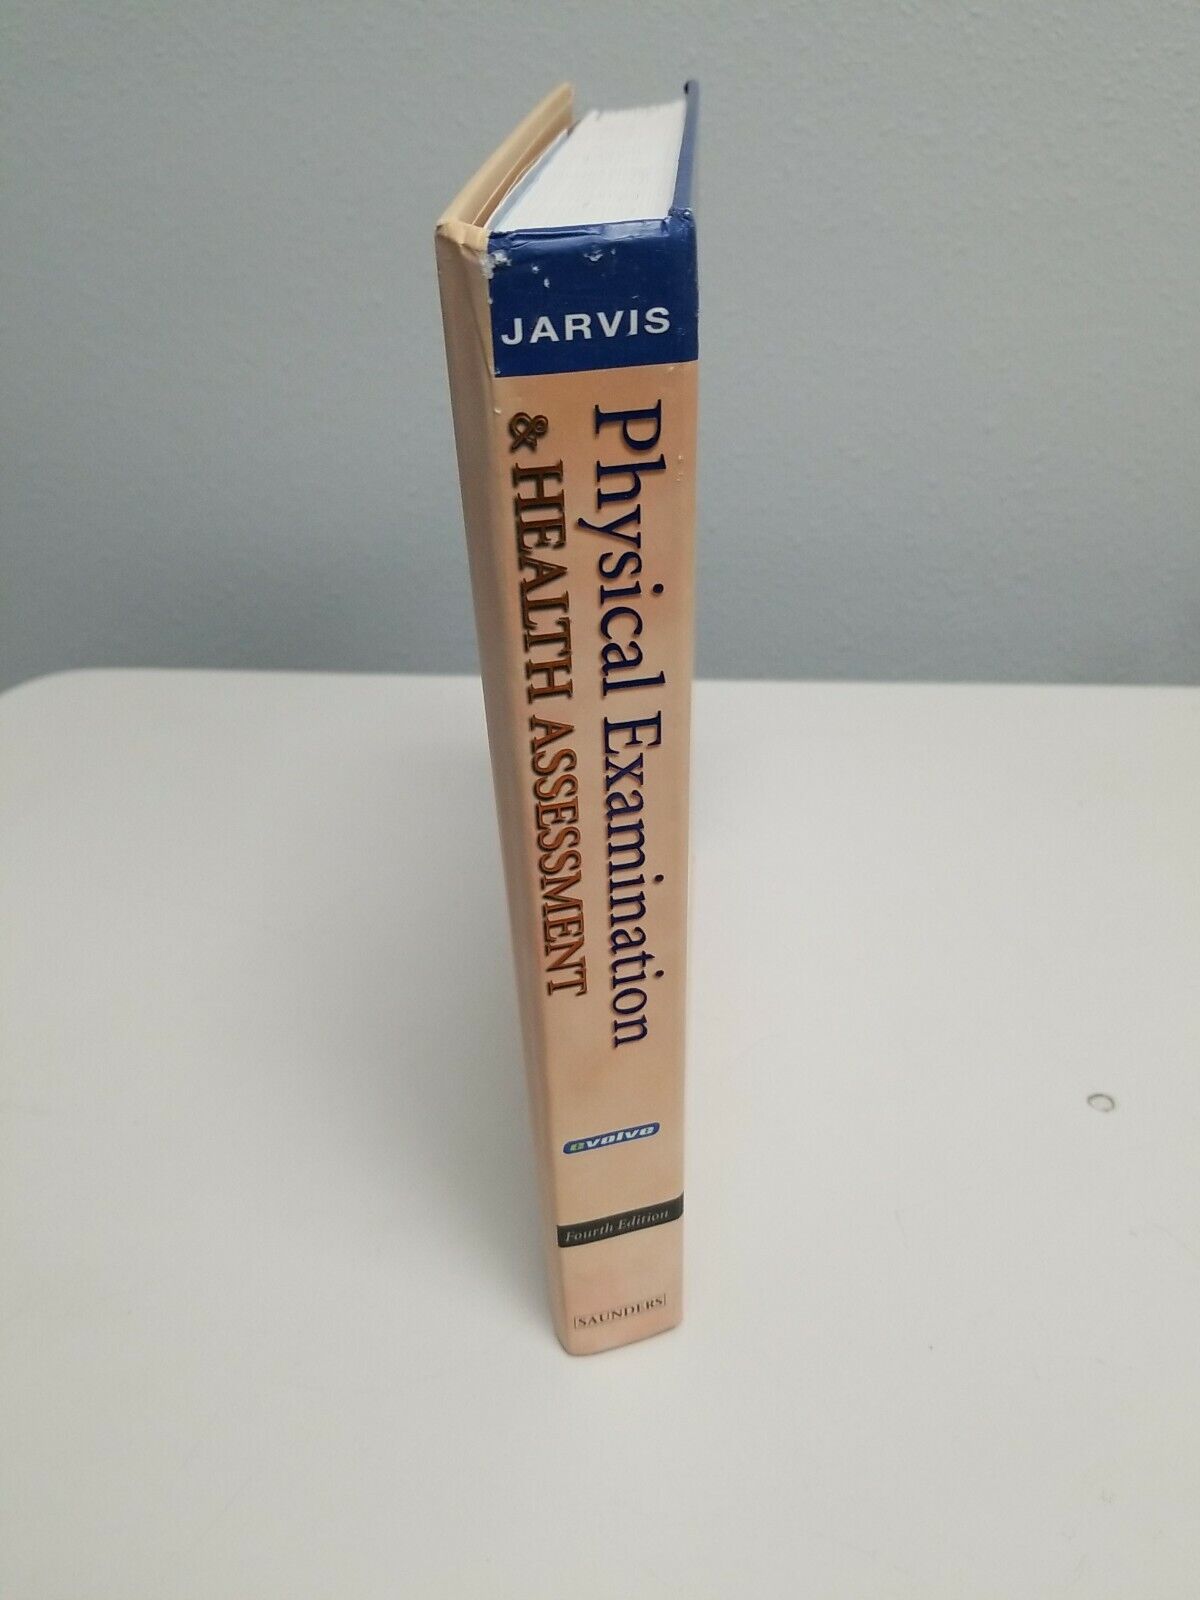 JARVIS
Physical Examination
& HEALTH ASSESSMENT
evolve
Fourth Edition
SAUNDERS